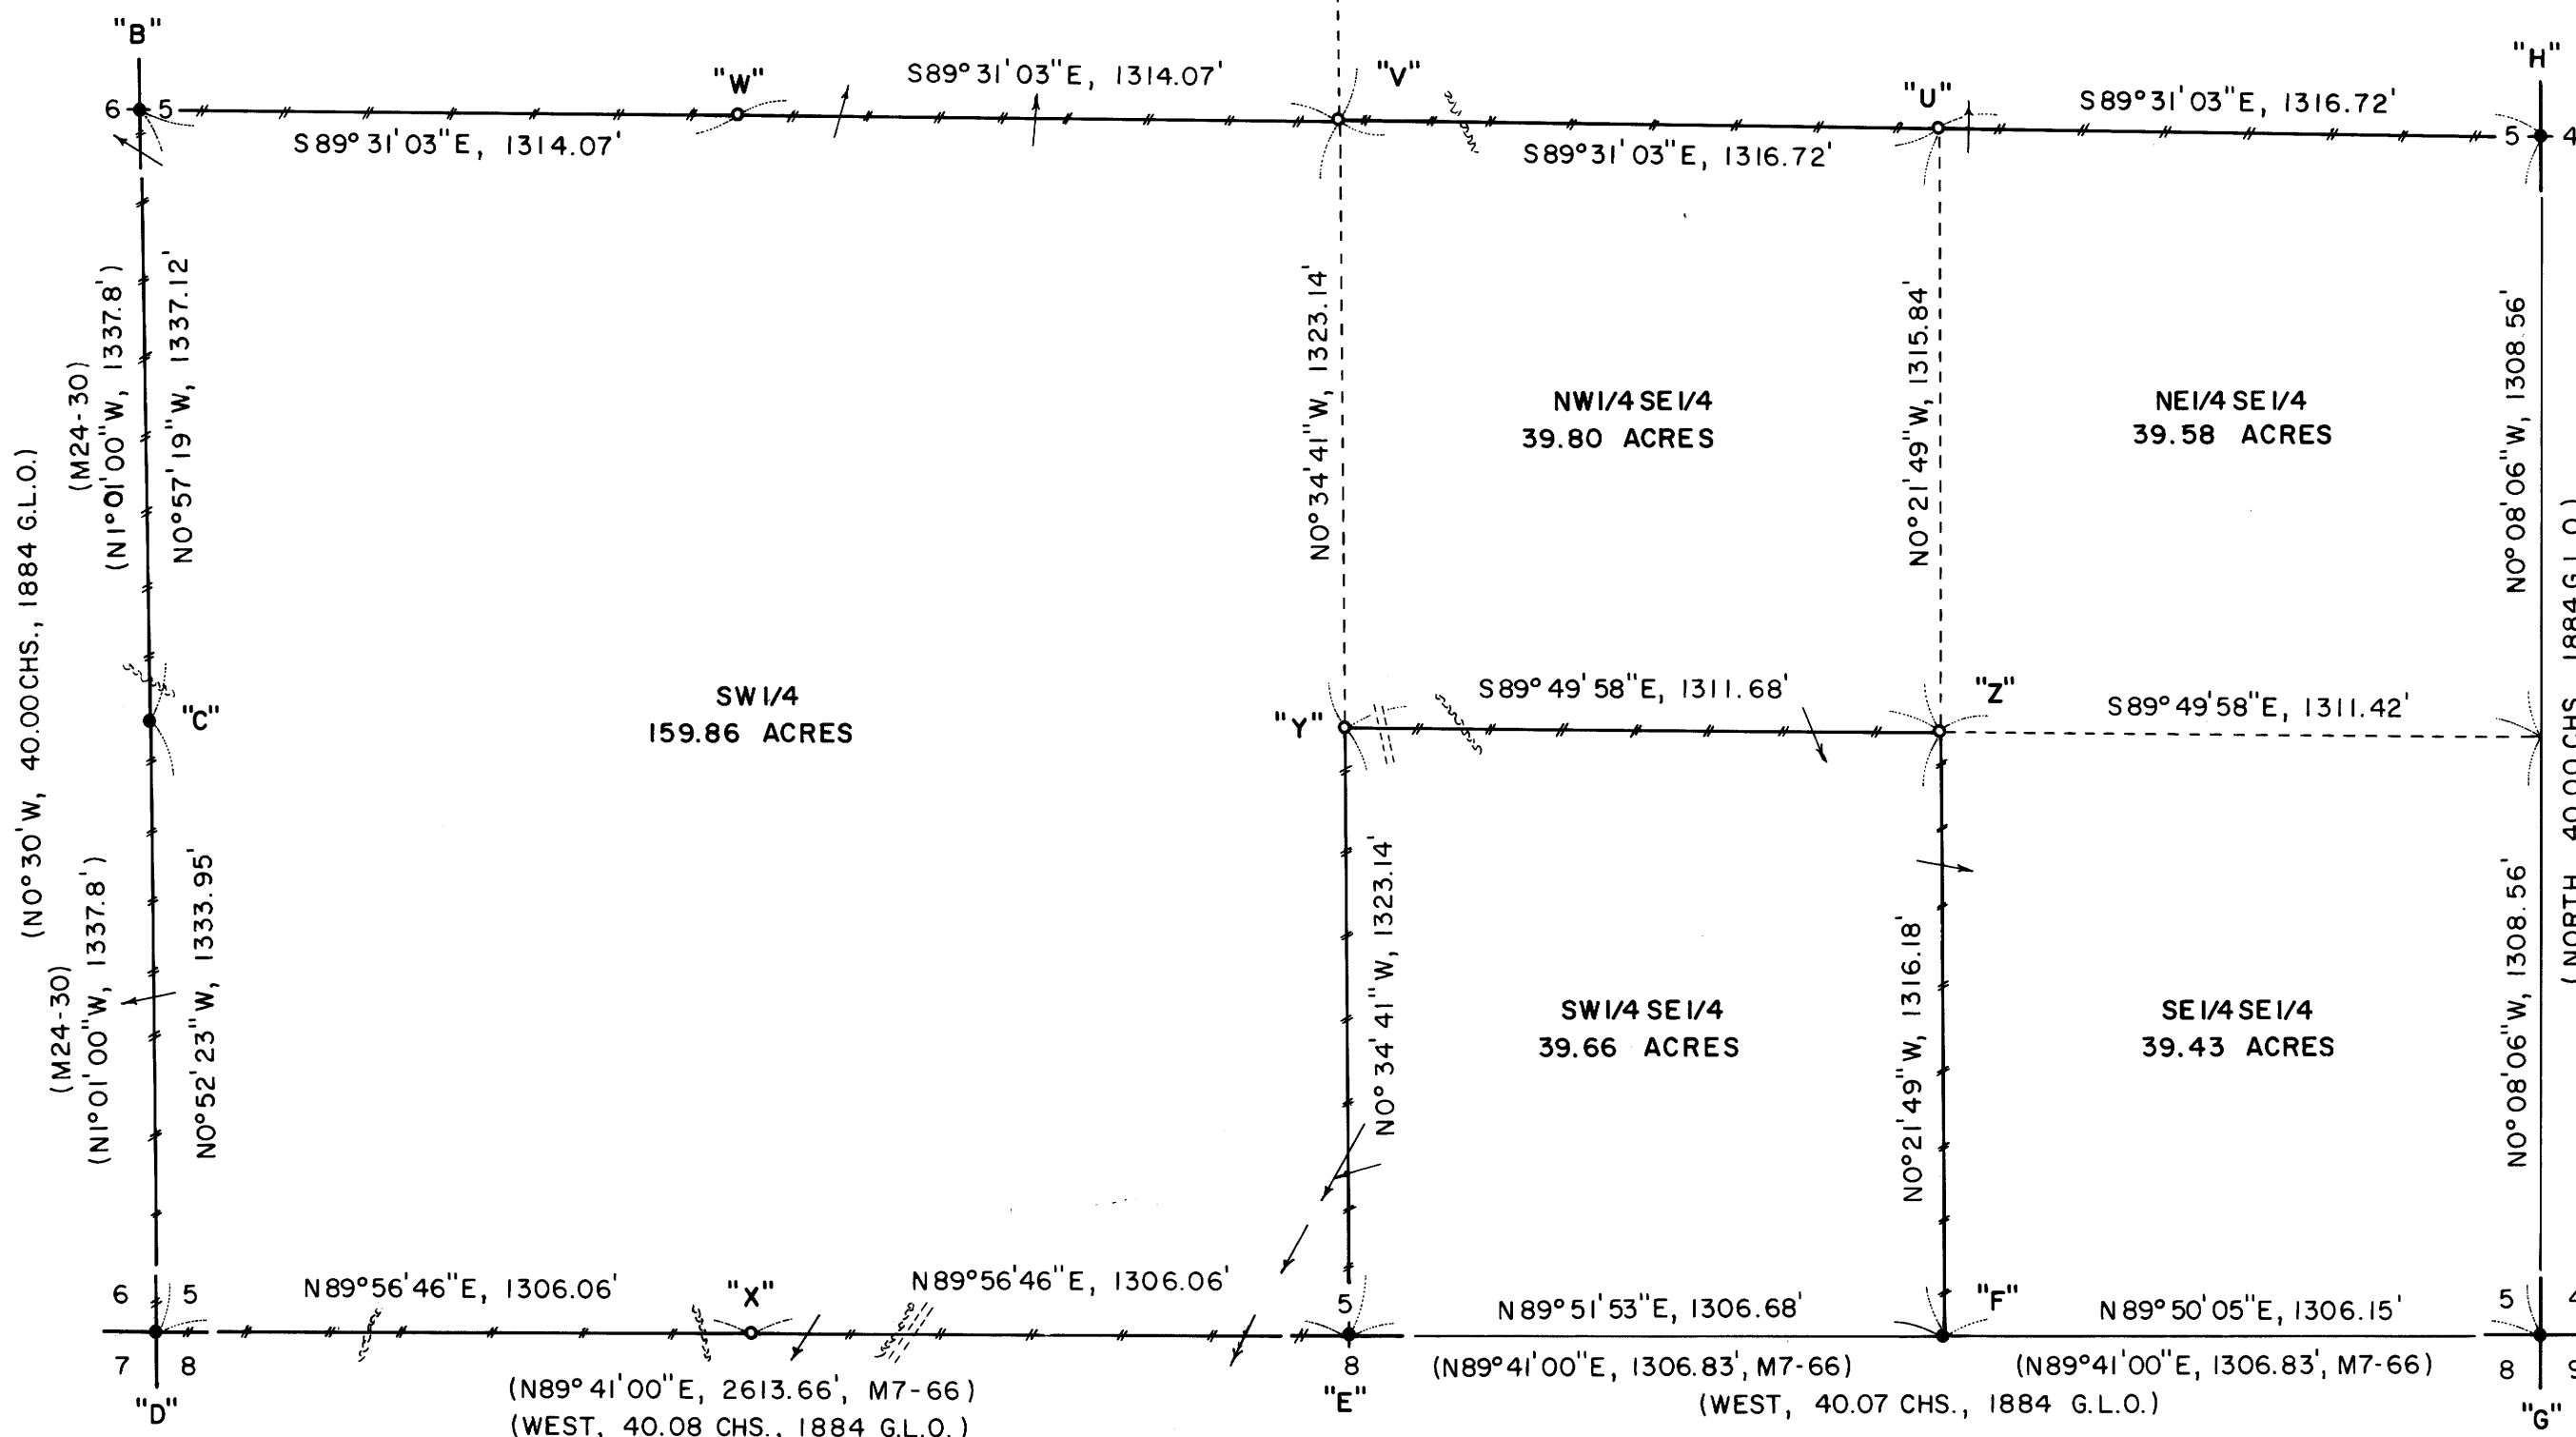 "B"
"W"
S89°31'03"E, 1314.07'
"V"
"U"
S89°31'03"E, 1316.72'
"H"
6 5
S89°31'03"E, 1314.07'
S89°31'03"E, 1316.72'
5 4
(N0°30'W, 40.00 CHS., 1884 G.L.O.)
(M24-30)
(N1°01'00"W, 1337.8')
N0°57'19"W, 1337.12'
N0°34'41"W, 1323.14'
NW1/4 SE1/4
39.80 ACRES
N0°21'49"W, 1315.84'
NE1/4 SE1/4
39.58 ACRES
N0°08'06"W, 1308.56'
"C"
SW1/4
159.86 ACRES
"Y"
S89°49'58"E, 1311.68'
"Z"
S89°49'58"E, 1311.42'
(M24-30)
(N1°01'00"W, 1337.8')
N0°52'23"W, 1333.95'
N0°34'41"W, 1323.14'
SW1/4 SE1/4
39.66 ACRES
N0°21'49"W, 1316.18'
SE1/4 SE1/4
39.43 ACRES
N0°08'06"W, 1308.56'
(NORTH 40.00 CHS 1884 G.L.O.)
6 5
N89°56'46"E, 1306.06'
"X"
N89°56'46"E, 1306.06'
5
N89°51'53"E, 1306.68'
"F"
N89°50'05"E, 1306.15'
5 4
7 8
8
8 9
(N89°41'00"E, 2613.66', M7-66)
(N89°41'00"E, 1306.83', M7-66)
(N89°41'00"E, 1306.83', M7-66)
"D"
(WEST, 40.08 CHS., 1884 G.L.O.)
"E"
(WEST, 40.07 CHS., 1884 G.L.O.)
"G"